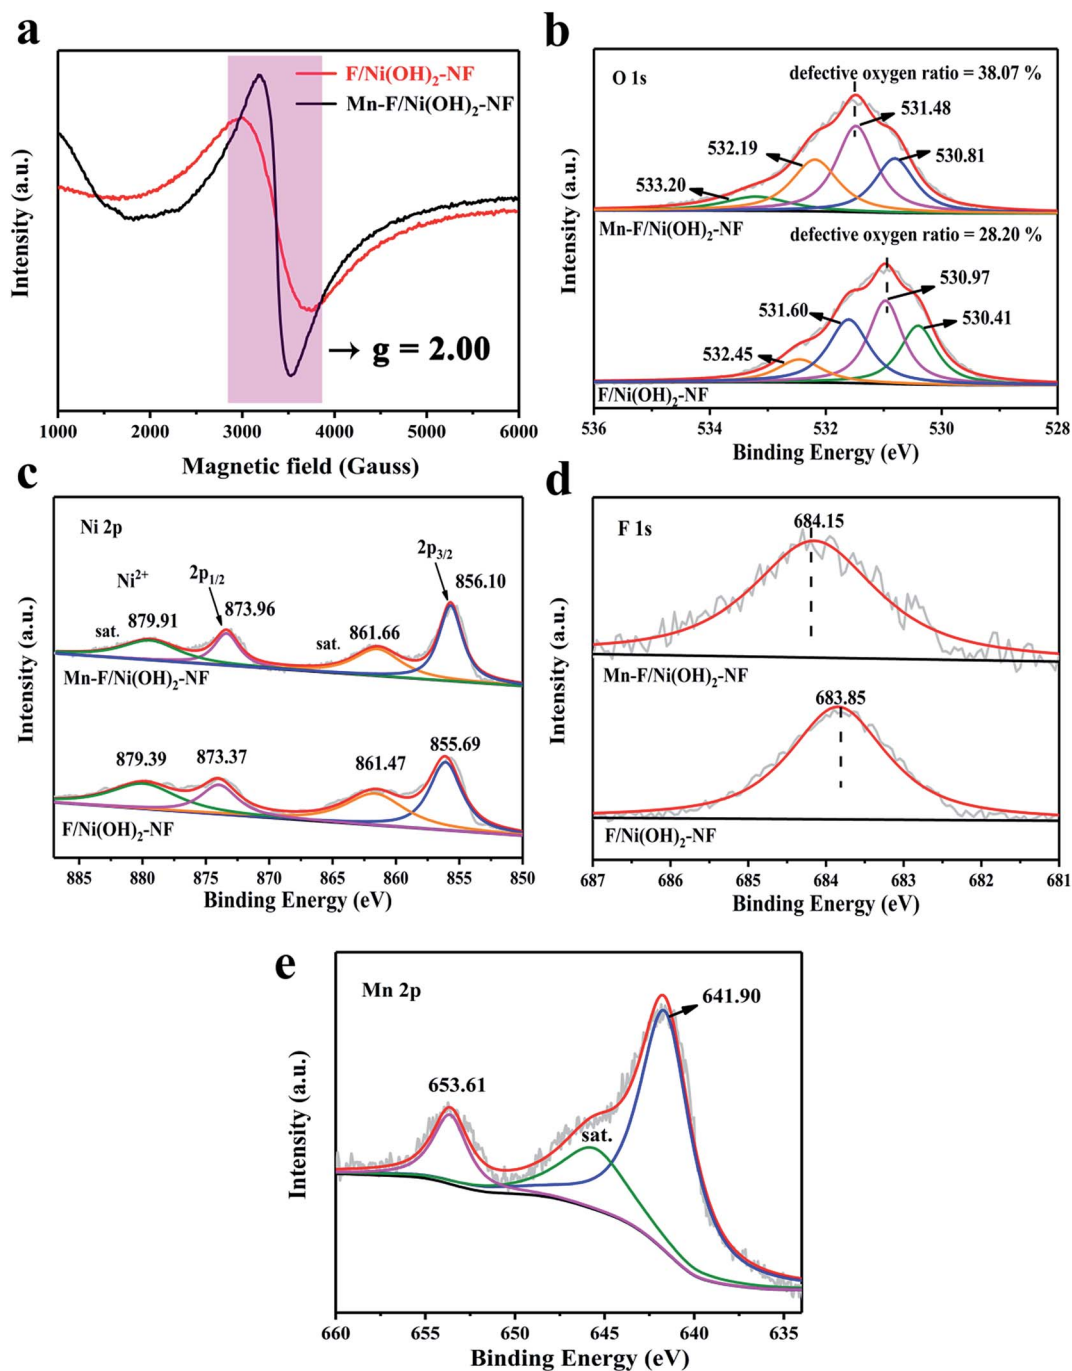 a
F/Ni(OH)₂-NF
Mn-F/Ni(OH)₂-NF
→ g = 2.00
Intensity (a.u.)
1000 2000 3000 4000 5000 6000
Magnetic field (Gauss)
b
O 1s
defective oxygen ratio = 38.07 %
531.48
532.19
530.81
533.20
Mn-F/Ni(OH)₂-NF
defective oxygen ratio = 28.20 %
530.97
531.60
530.41
532.45
F/Ni(OH)₂-NF
Intensity (a.u.)
536 534 532 530 528
Binding Energy (eV)
c
Ni 2p
2p₃/₂
Ni²⁺
2p₁/₂
856.10
879.91
873.96
sat.
sat.
861.66
Mn-F/Ni(OH)₂-NF
879.39
873.37
861.47
855.69
F/Ni(OH)₂-NF
Intensity (a.u.)
885 880 875 870 865 860 855 850
Binding Energy (eV)
d
F 1s
684.15
Mn-F/Ni(OH)₂-NF
683.85
F/Ni(OH)₂-NF
Intensity (a.u.)
687 686 685 684 683 682 681
Binding Energy (eV)
e
Mn 2p
641.90
653.61
sat.
Intensity (a.u.)
660 655 650 645 640 635
Binding Energy (eV)